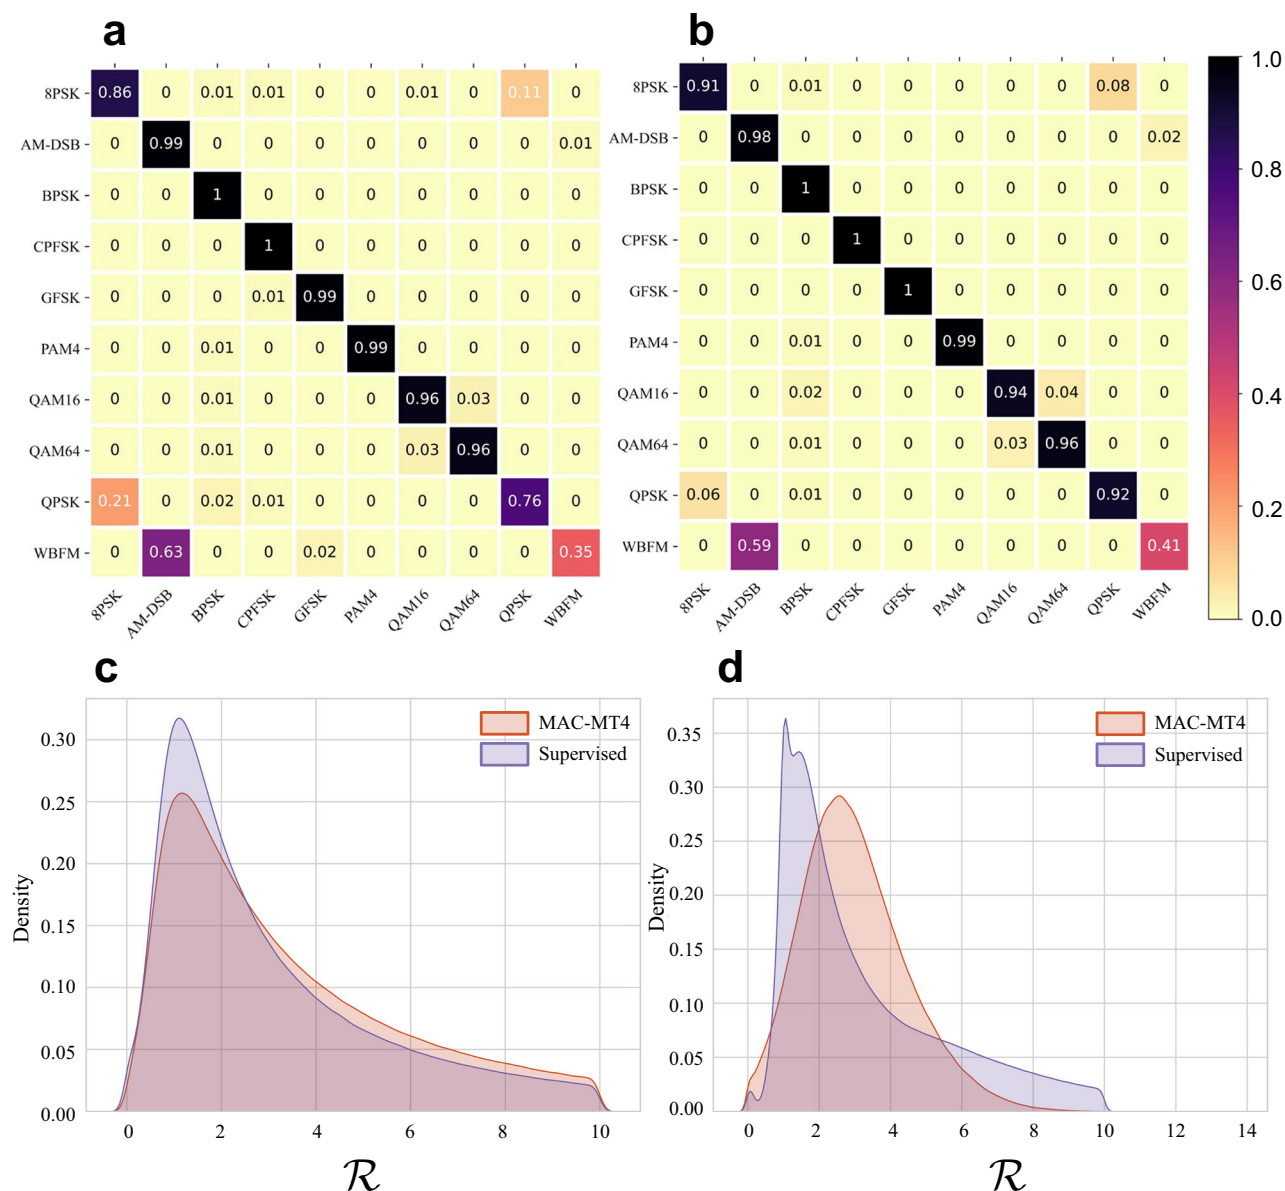 a
b
8PSK 0.86 0 0.01 0.01 0 0 0.01 0 0.11 0
AM-DSB 0 0.99 0 0 0 0 0 0 0 0.01
BPSK 0 0 1 0 0 0 0 0 0 0
CPFSK 0 0 0 1 0 0 0 0 0 0
GFSK 0 0 0 0.01 0.99 0 0 0 0 0
PAM4 0 0 0.01 0 0 0.99 0 0 0 0
QAM16 0 0 0.01 0 0 0 0.96 0.03 0 0
QAM64 0 0 0.01 0 0 0 0.03 0.96 0 0
QPSK 0.21 0 0.02 0.01 0 0 0 0 0.76 0
WBFM 0 0.63 0 0 0.02 0 0 0 0 0.35
8PSK AM-DSB BPSK CPFSK GFSK PAM4 QAM16 QAM64 QPSK WBFM
8PSK 0.91 0 0.01 0 0 0 0 0 0.08 0
AM-DSB 0 0.98 0 0 0 0 0 0 0 0.02
BPSK 0 0 1 0 0 0 0 0 0 0
CPFSK 0 0 0 1 0 0 0 0 0 0
GFSK 0 0 0 0 1 0 0 0 0 0
PAM4 0 0 0.01 0 0 0.99 0 0 0 0
QAM16 0 0 0.02 0 0 0 0.94 0.04 0 0
QAM64 0 0 0.01 0 0 0 0.03 0.96 0 0
QPSK 0.06 0 0.01 0 0 0 0 0 0.92 0
WBFM 0 0.59 0 0 0 0 0 0 0 0.41
8PSK AM-DSB BPSK CPFSK GFSK PAM4 QAM16 QAM64 QPSK WBFM
1.0
0.8
0.6
0.4
0.2
0.0
c
MAC-MT4
Supervised
0.30
0.25
0.20
0.15
0.10
0.05
0.00
Density
0 2 4 6 8 10
ℛ
d
MAC-MT4
Supervised
0.35
0.30
0.25
0.20
0.15
0.10
0.05
0.00
Density
0 2 4 6 8 10 12 14
ℛ